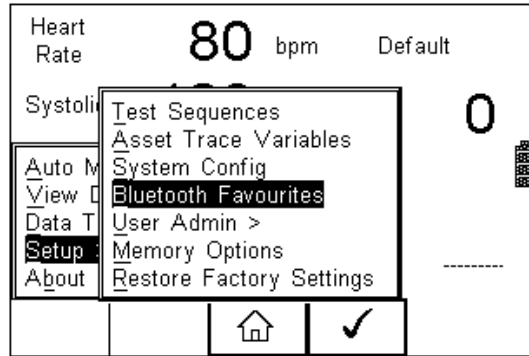 Heart
Rate
80 bpm
Default
Systoli
0
Auto M
View D
Data T
Setup
About
Test Sequences
Asset Trace Variables
System Config
Bluetooth Favourites
User Admin >
Memory Options
Restore Factory Settings